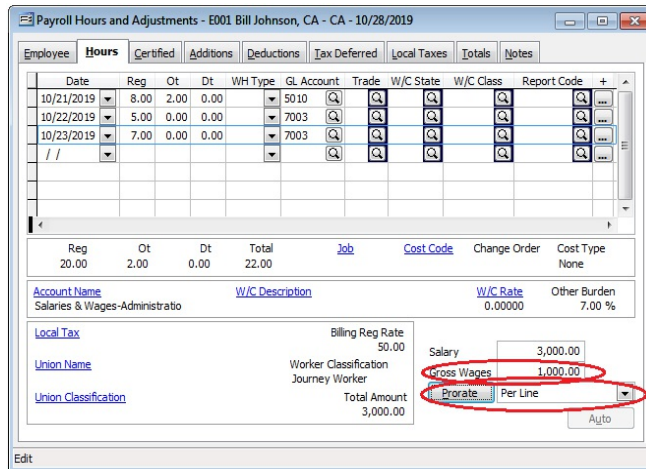 Payroll Hours and Adjustments - E001 Bill Johnson, CA - CA - 10/28/2019
Employee Hours Certified Additions Deductions Tax Deferred Local Taxes Totals Notes
Date Reg Ot Dt WH Type GL Account Trade W/C State W/C Class Report Code +
10/21/2019 8.00 2.00 0.00 5010 ...
10/22/2019 5.00 0.00 0.00 7003 ...
10/23/2019 7.00 0.00 0.00 7003 ...
/ / ...
Reg Ot Dt Total Job Cost Code Change Order Cost Type
20.00 2.00 0.00 22.00 None
Account Name W/C Description W/C Rate Other Burden
Salaries & Wages-Administratio 0.00000 7.00 %
Local Tax Billing Reg Rate
50.00
Union Name Worker Classification
Journey Worker
Union Classification Total Amount
3,000.00
Salary 3,000.00
Gross Wages 1,000.00
Prorate Per Line
Auto
Edit